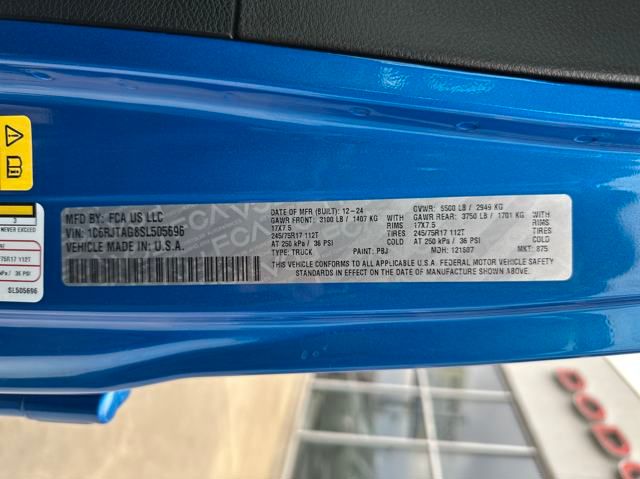 MFD BY: FCA US LLC
VIN: 1C6RJTAG8SL505696
VEHICLE MADE IN: U.S.A.
DATE OF MFR (BUILT): 12-24
GAWR FRONT: 3100 LB / 1407 KG WITH
17X7.5 RIMS
245/75R17 112T TIRES
AT 250 kPa / 36 PSI COLD
TYPE: TRUCK PAINT: PBJ
GVWR: 5500 LB / 2949 KG
GAWR REAR: 3750 LB / 1701 KG WITH
17X7.5 RIMS
245/75R17 112T TIRES
AT 250 kPa / 36 PSI COLD
MDH: 121507 MKT: 875
THIS VEHICLE CONFORMS TO ALL APPLICABLE U.S.A. FEDERAL MOTOR VEHICLE SAFETY
STANDARDS IN EFFECT ON THE DATE OF MANUFACTURE SHOWN ABOVE.
3
75R17 112T
kPa / 36 PSI
SL505696
DOD